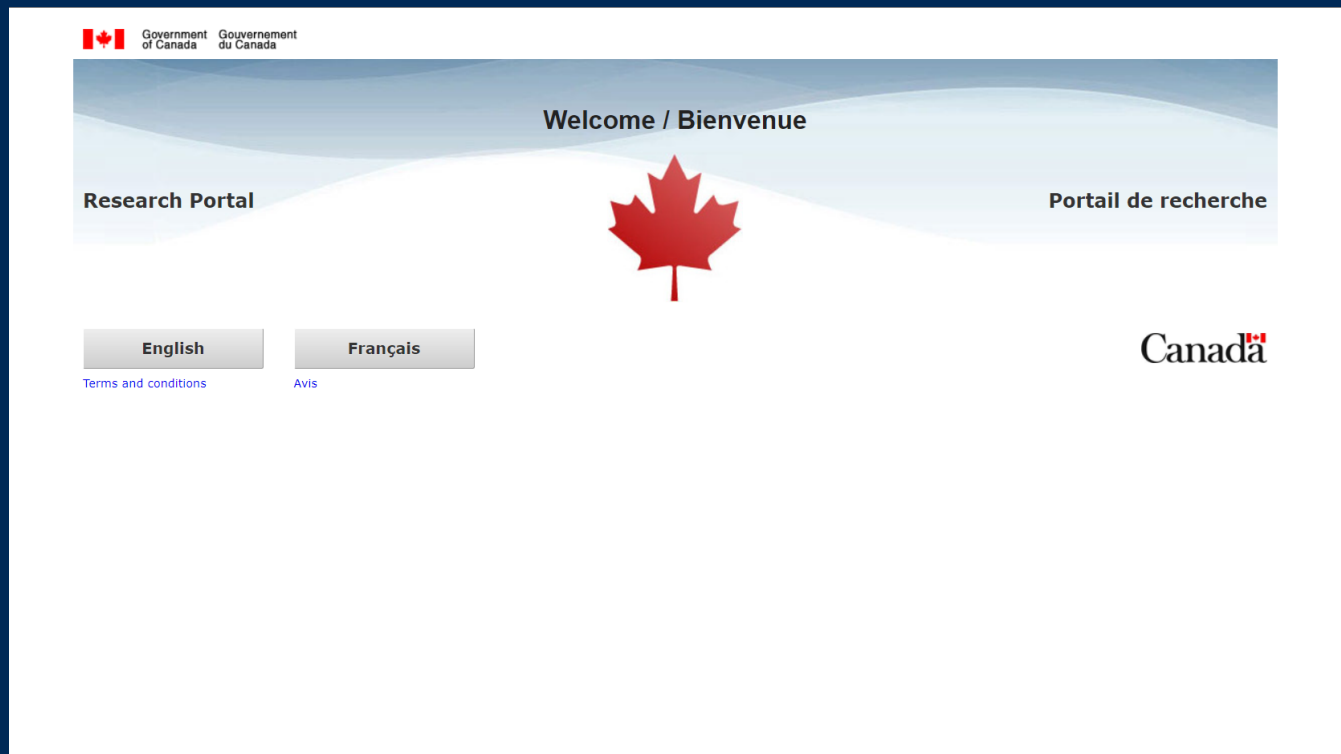 Government Gouvernement
of Canada du Canada
Welcome / Bienvenue
Research Portal
Portail de recherche
English
Français
Canada
Terms and conditions
Avis